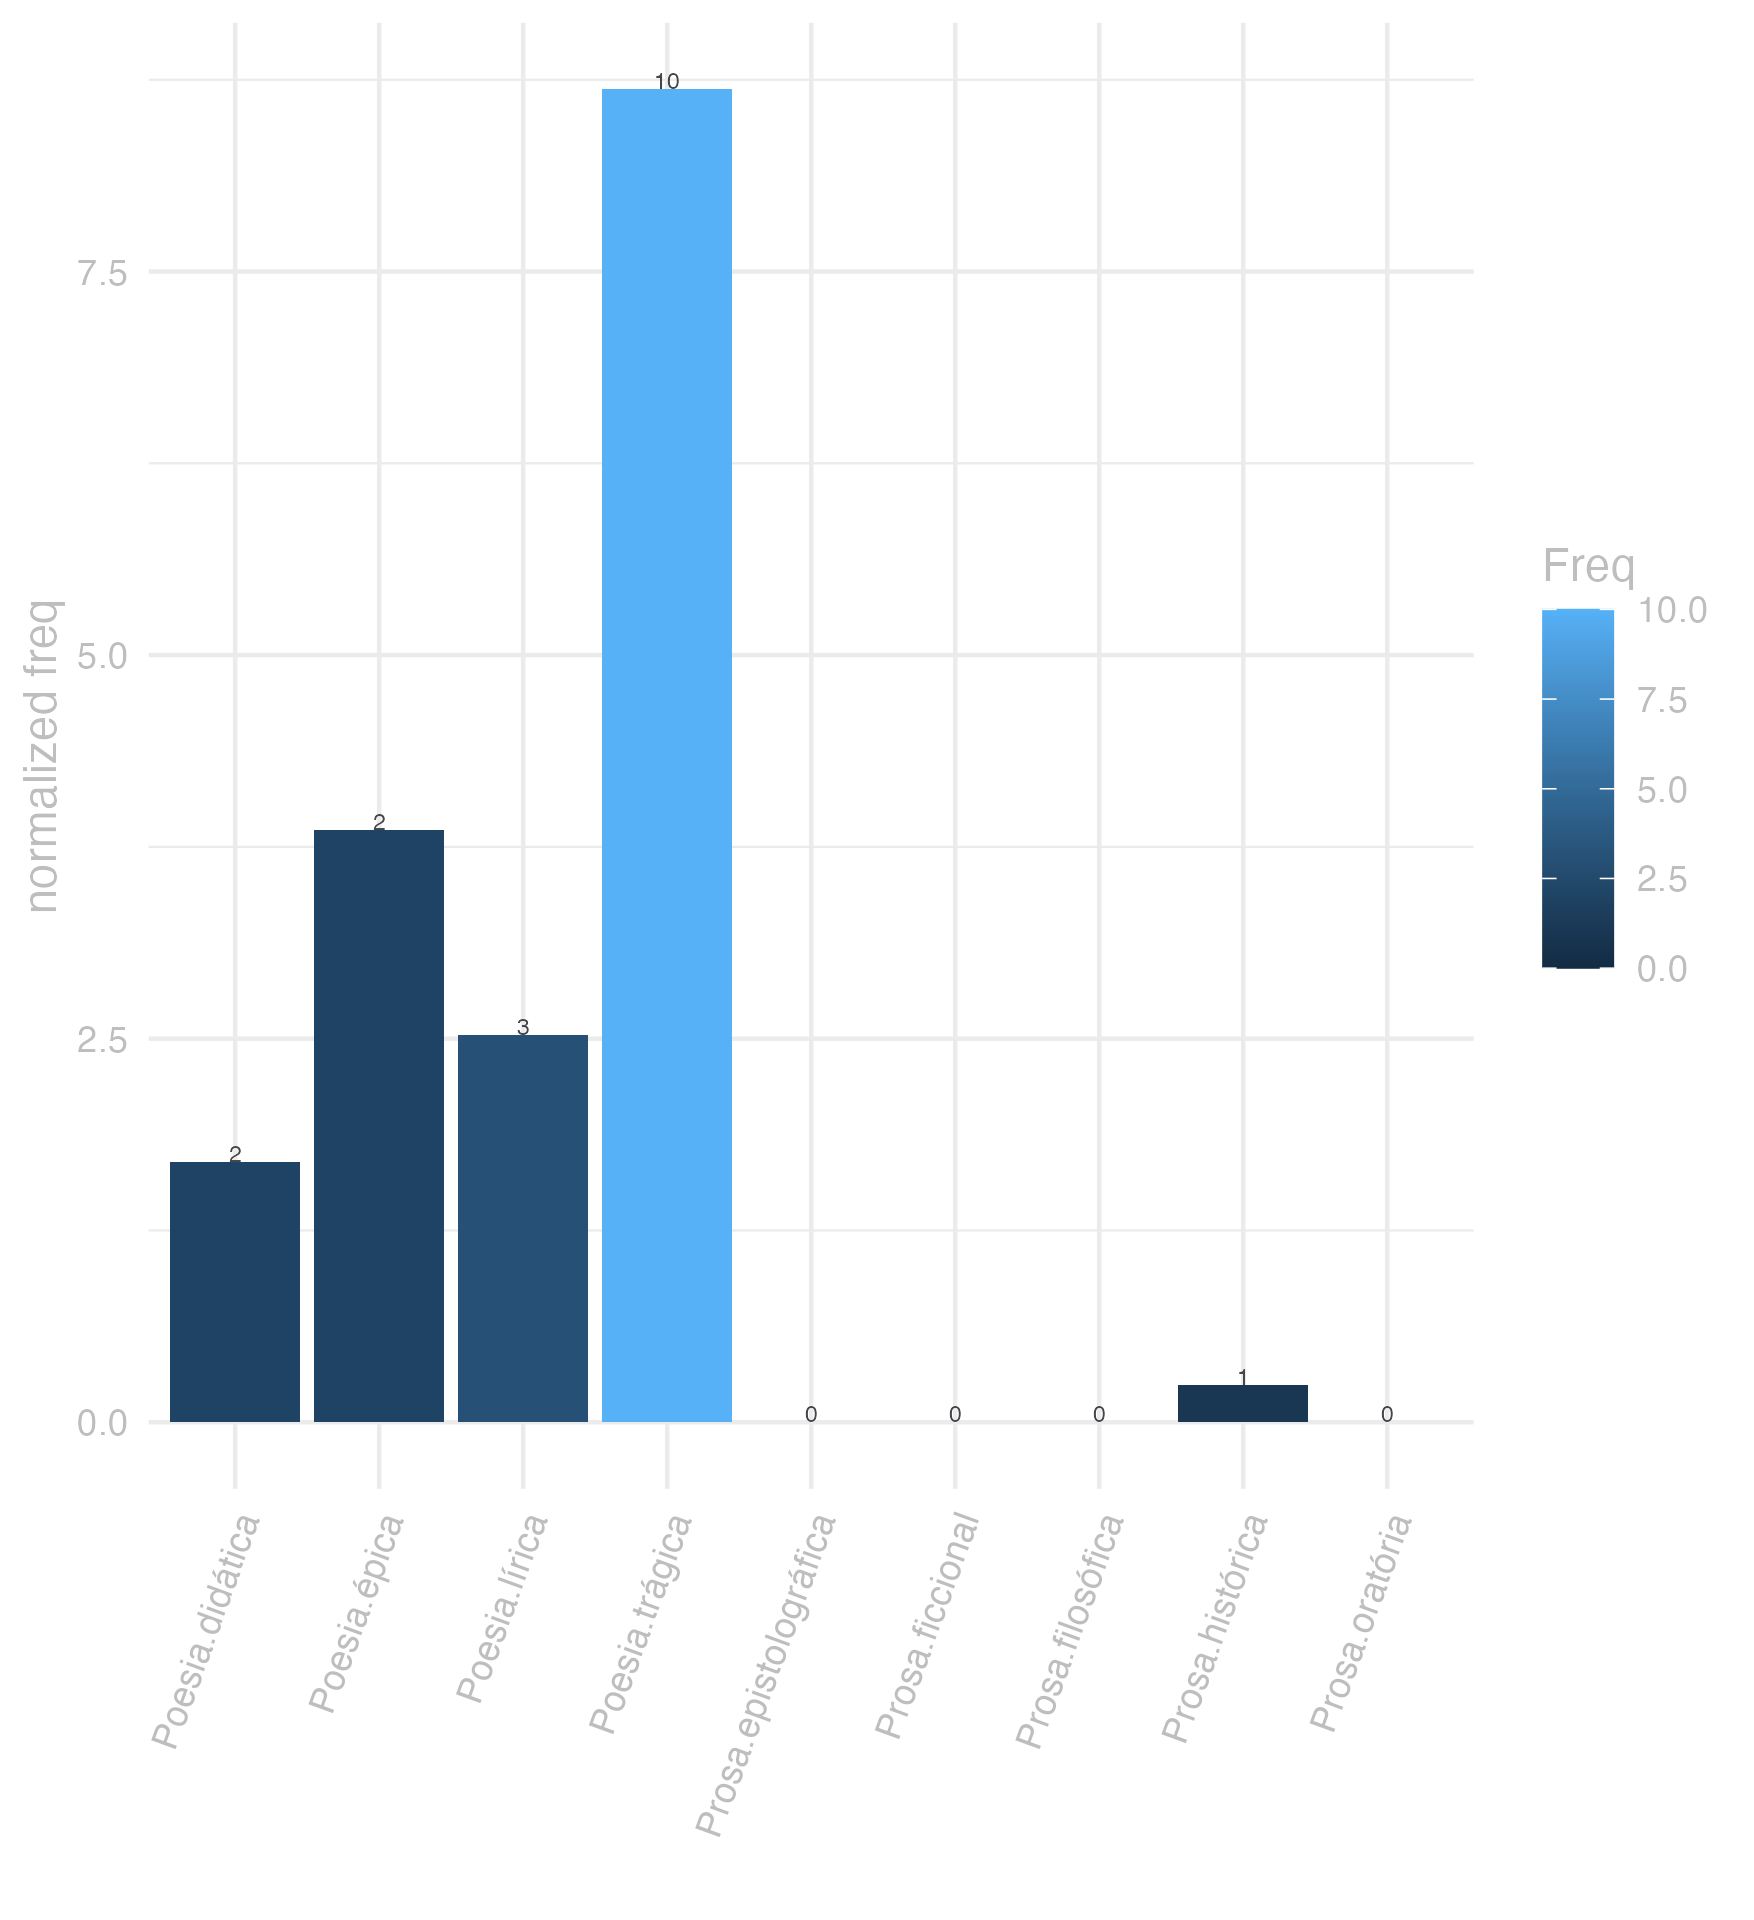 normalized freq
7.5
5.0
2.5
0.0
2
2
3
10
0
0
0
1
0
Poesia.didática
Poesia.épica
Poesia.lírica
Poesia.trágica
Prosa.epistolográfica
Prosa.ficcional
Prosa.filosófica
Prosa.histórica
Prosa.oratória
Freq
10.0
7.5
5.0
2.5
0.0